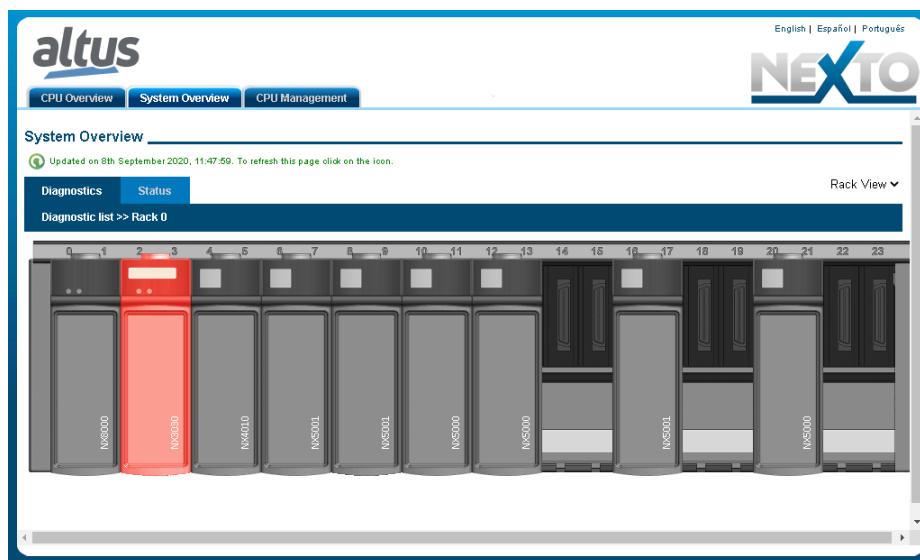 altus
English | Español | Português
NEXTO
CPU Overview System Overview CPU Management
System Overview
Updated on 8th September 2020, 11:47:59. To refresh this page click on the icon.
Diagnostics Status
Rack View
Diagnostic list >> Rack 0
0 1 2 3 4 5 6 7 8 9 10 11 12 13 14 15 16 17 18 19 20 21 22 23
NX8000 NX3030 NX4010 NX5001 NX5001 NX5000 NX5000 NX5001 NX5000